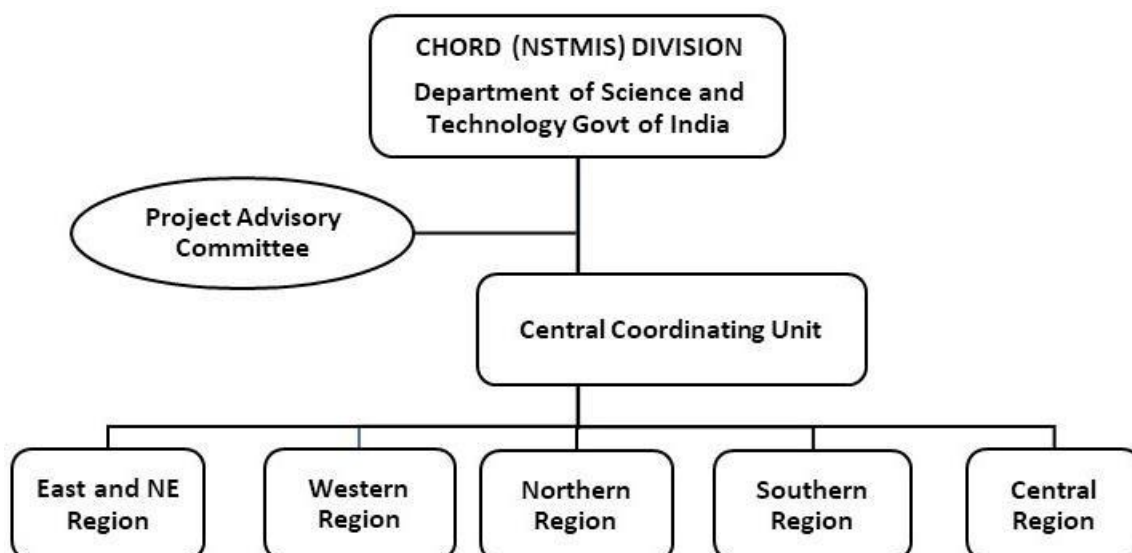 CHORD (NSTMIS) DIVISION
Department of Science and
Technology Govt of India
Project Advisory
Committee
Central Coordinating Unit
East and NE
Region
Western
Region
Northern
Region
Southern
Region
Central
Region